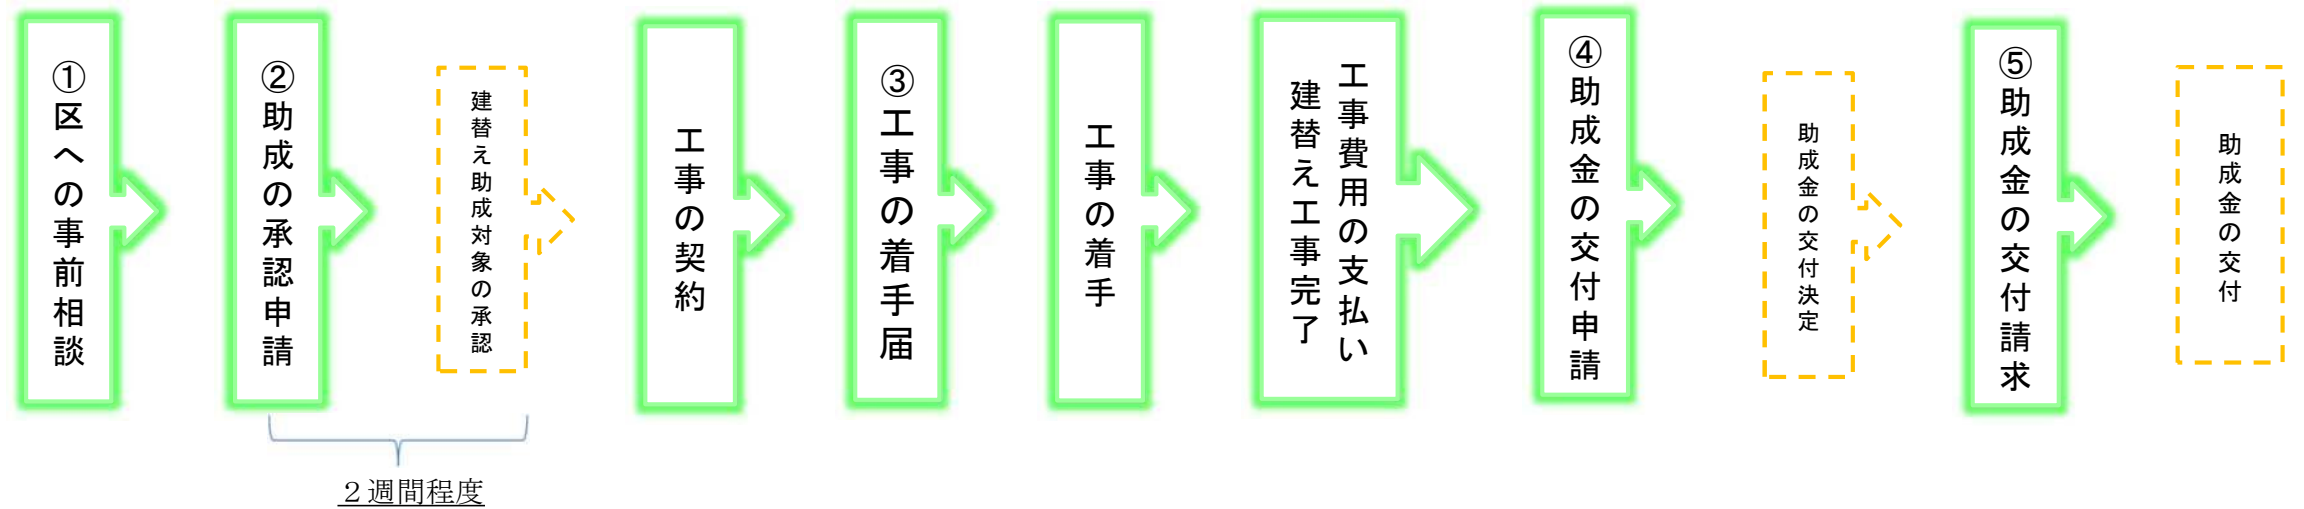 ①区への事前相談
②助成の承認申請
建替え助成対象の承認
工事の契約
③工事の着手届
工事の着手
工事費用の支払い
建替え工事完了
④助成金の交付申請
助成金の交付決定
⑤助成金の交付請求
助成金の交付
２週間程度